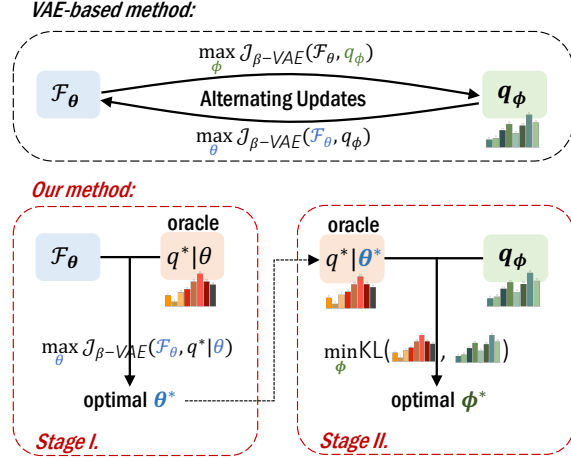 VAE-based method:
max_ϕ 𝒥_β−VAE(ℱ_θ, q_ϕ)
ℱ_θ
Alternating Updates
q_ϕ
max_θ 𝒥_β−VAE(ℱ_θ, q_ϕ)
Our method:
oracle
ℱ_θ
q*|θ
max_θ 𝒥_β−VAE(ℱ_θ, q*|θ)
optimal θ*
Stage I.
oracle
q*|θ*
q_ϕ
min_ϕ KL( , )
optimal ϕ*
Stage II.